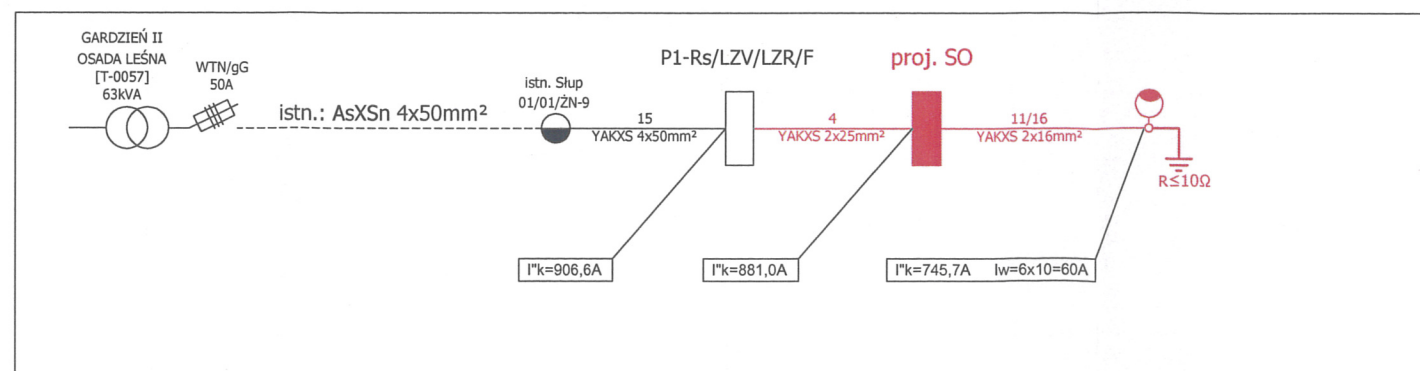 GARDZIEŃ II
OSADA LEŚNA
[T-0057]
63kVA
WTN/gG
50A
istn.: AsXSn 4x50mm²
istn. Słup
01/01/ŻN-9
15
YAKXS 4x50mm²
P1-Rs/LZV/LZR/F
4
YAKXS 2x25mm²
proj. SO
11/16
YAKXS 2x16mm²
R≤10Ω
I"k=906,6A
I"k=881,0A
I"k=745,7A Iw=6x10=60A